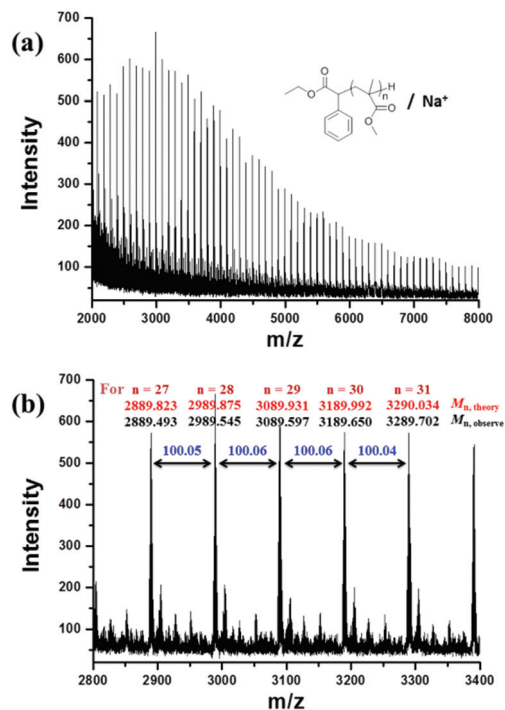 (a)
700
600
500
400
300
200
100
Intensity
2000 3000 4000 5000 6000 7000 8000
m/z
O
O
n
H
O
O
/ Na⁺
(b)
For n = 27 n = 28 n = 29 n = 30 n = 31
2889.823 2989.875 3089.931 3189.992 3290.034 Mn, theory
2889.493 2989.545 3089.597 3189.650 3289.702 Mn, observe
100.05 100.06 100.06 100.04
700
600
500
400
300
200
100
Intensity
2800 2900 3000 3100 3200 3300 3400
m/z